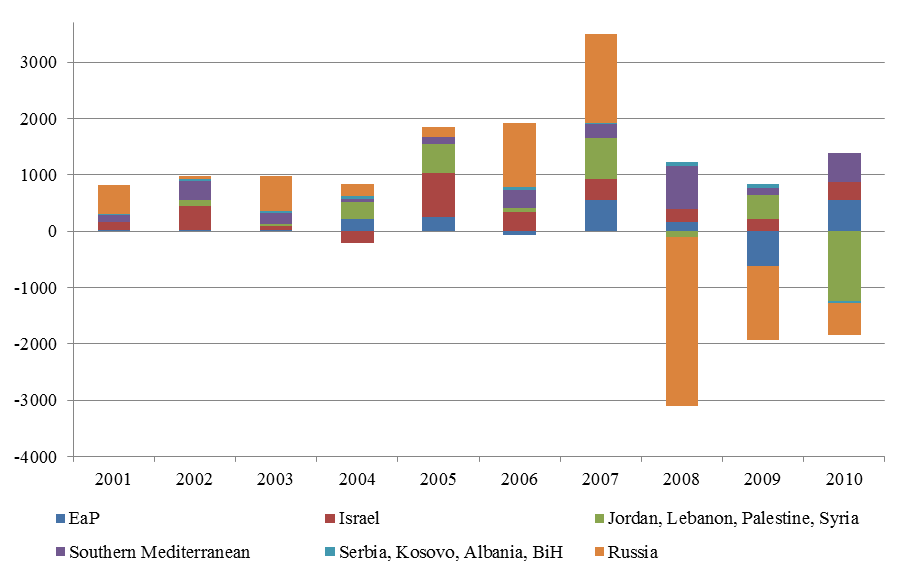 3000
2000
1000
0
-1000
-2000
-3000
-4000
2001 2002 2003 2004 2005 2006 2007 2008 2009 2010
EaP Israel Jordan, Lebanon, Palestine, Syria
Southern Mediterranean Serbia, Kosovo, Albania, BiH Russia